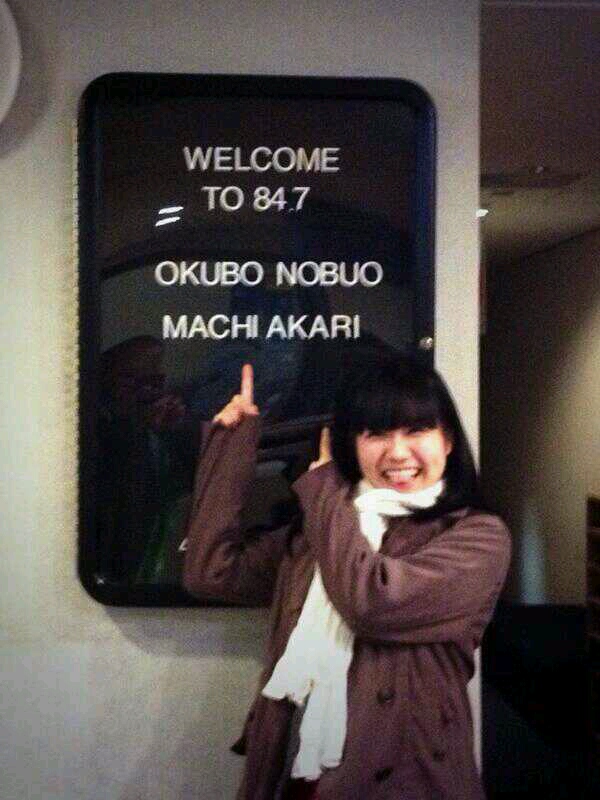 WELCOME
TO 84.7
OKUBO NOBUO
MACHI AKARI